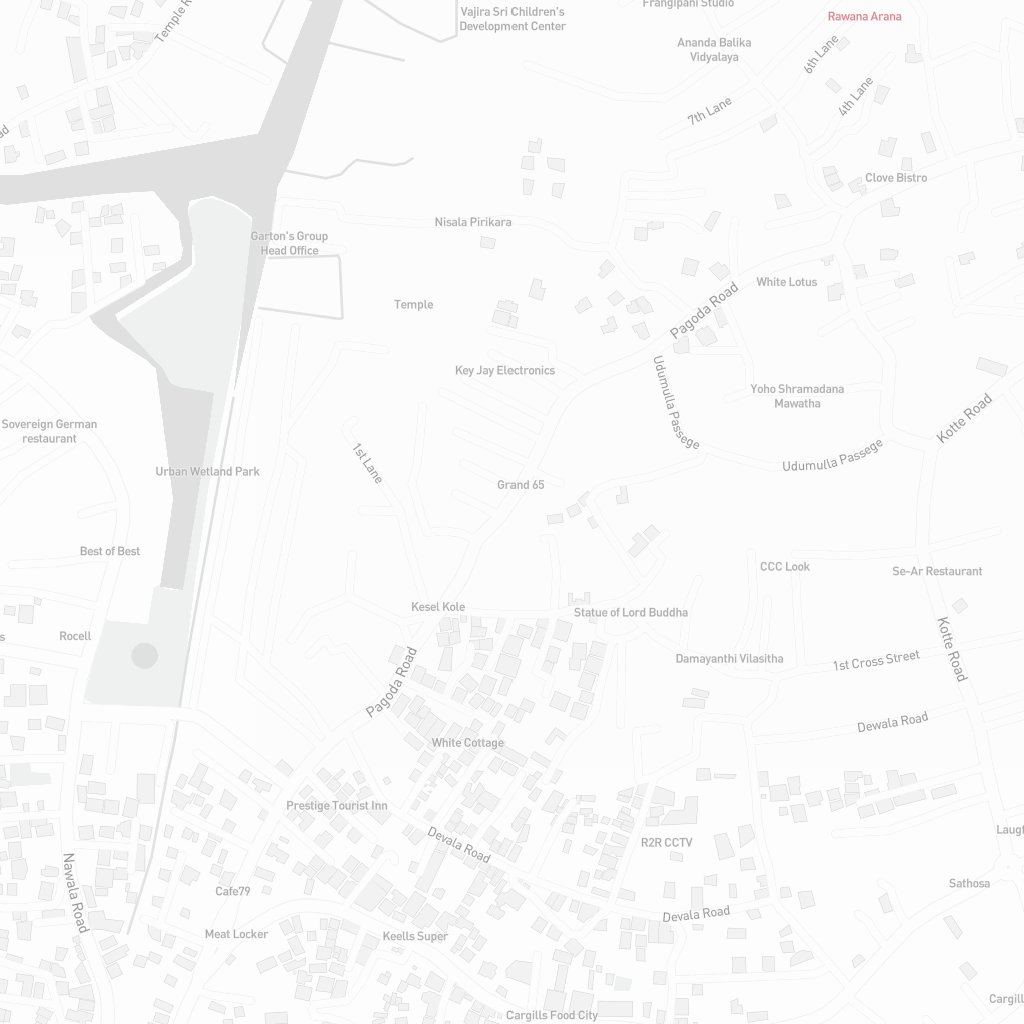 Frangipani Studio
Vajira Sri Children's
Development Center
Rawana Arana
Temple R
Ananda Balika
Vidyalaya
6th Lane
4th Lane
7th Lane
Clove Bistro
Nisala Pirikara
Garton's Group
Head Office
White Lotus
Temple
Pagoda Road
Key Jay Electronics
Udumulla Passege
Yoho Shramadana
Mawatha
Kotte Road
Sovereign German
restaurant
Urban Wetland Park
1st Lane
Udumulla Passege
Grand 65
Best of Best
CCC Look
Se-Ar Restaurant
Kesel Kole
Statue of Lord Buddha
Rocell
Kotte Road
Damayanthi Vilasitha
1st Cross Street
Pagoda Road
Dewala Road
White Cottage
Prestige Tourist Inn
Devala Road
R2R CCTV
Nawala Road
Cafe79
Sathosa
Devala Road
Meat Locker
Keells Super
Cargills Food City